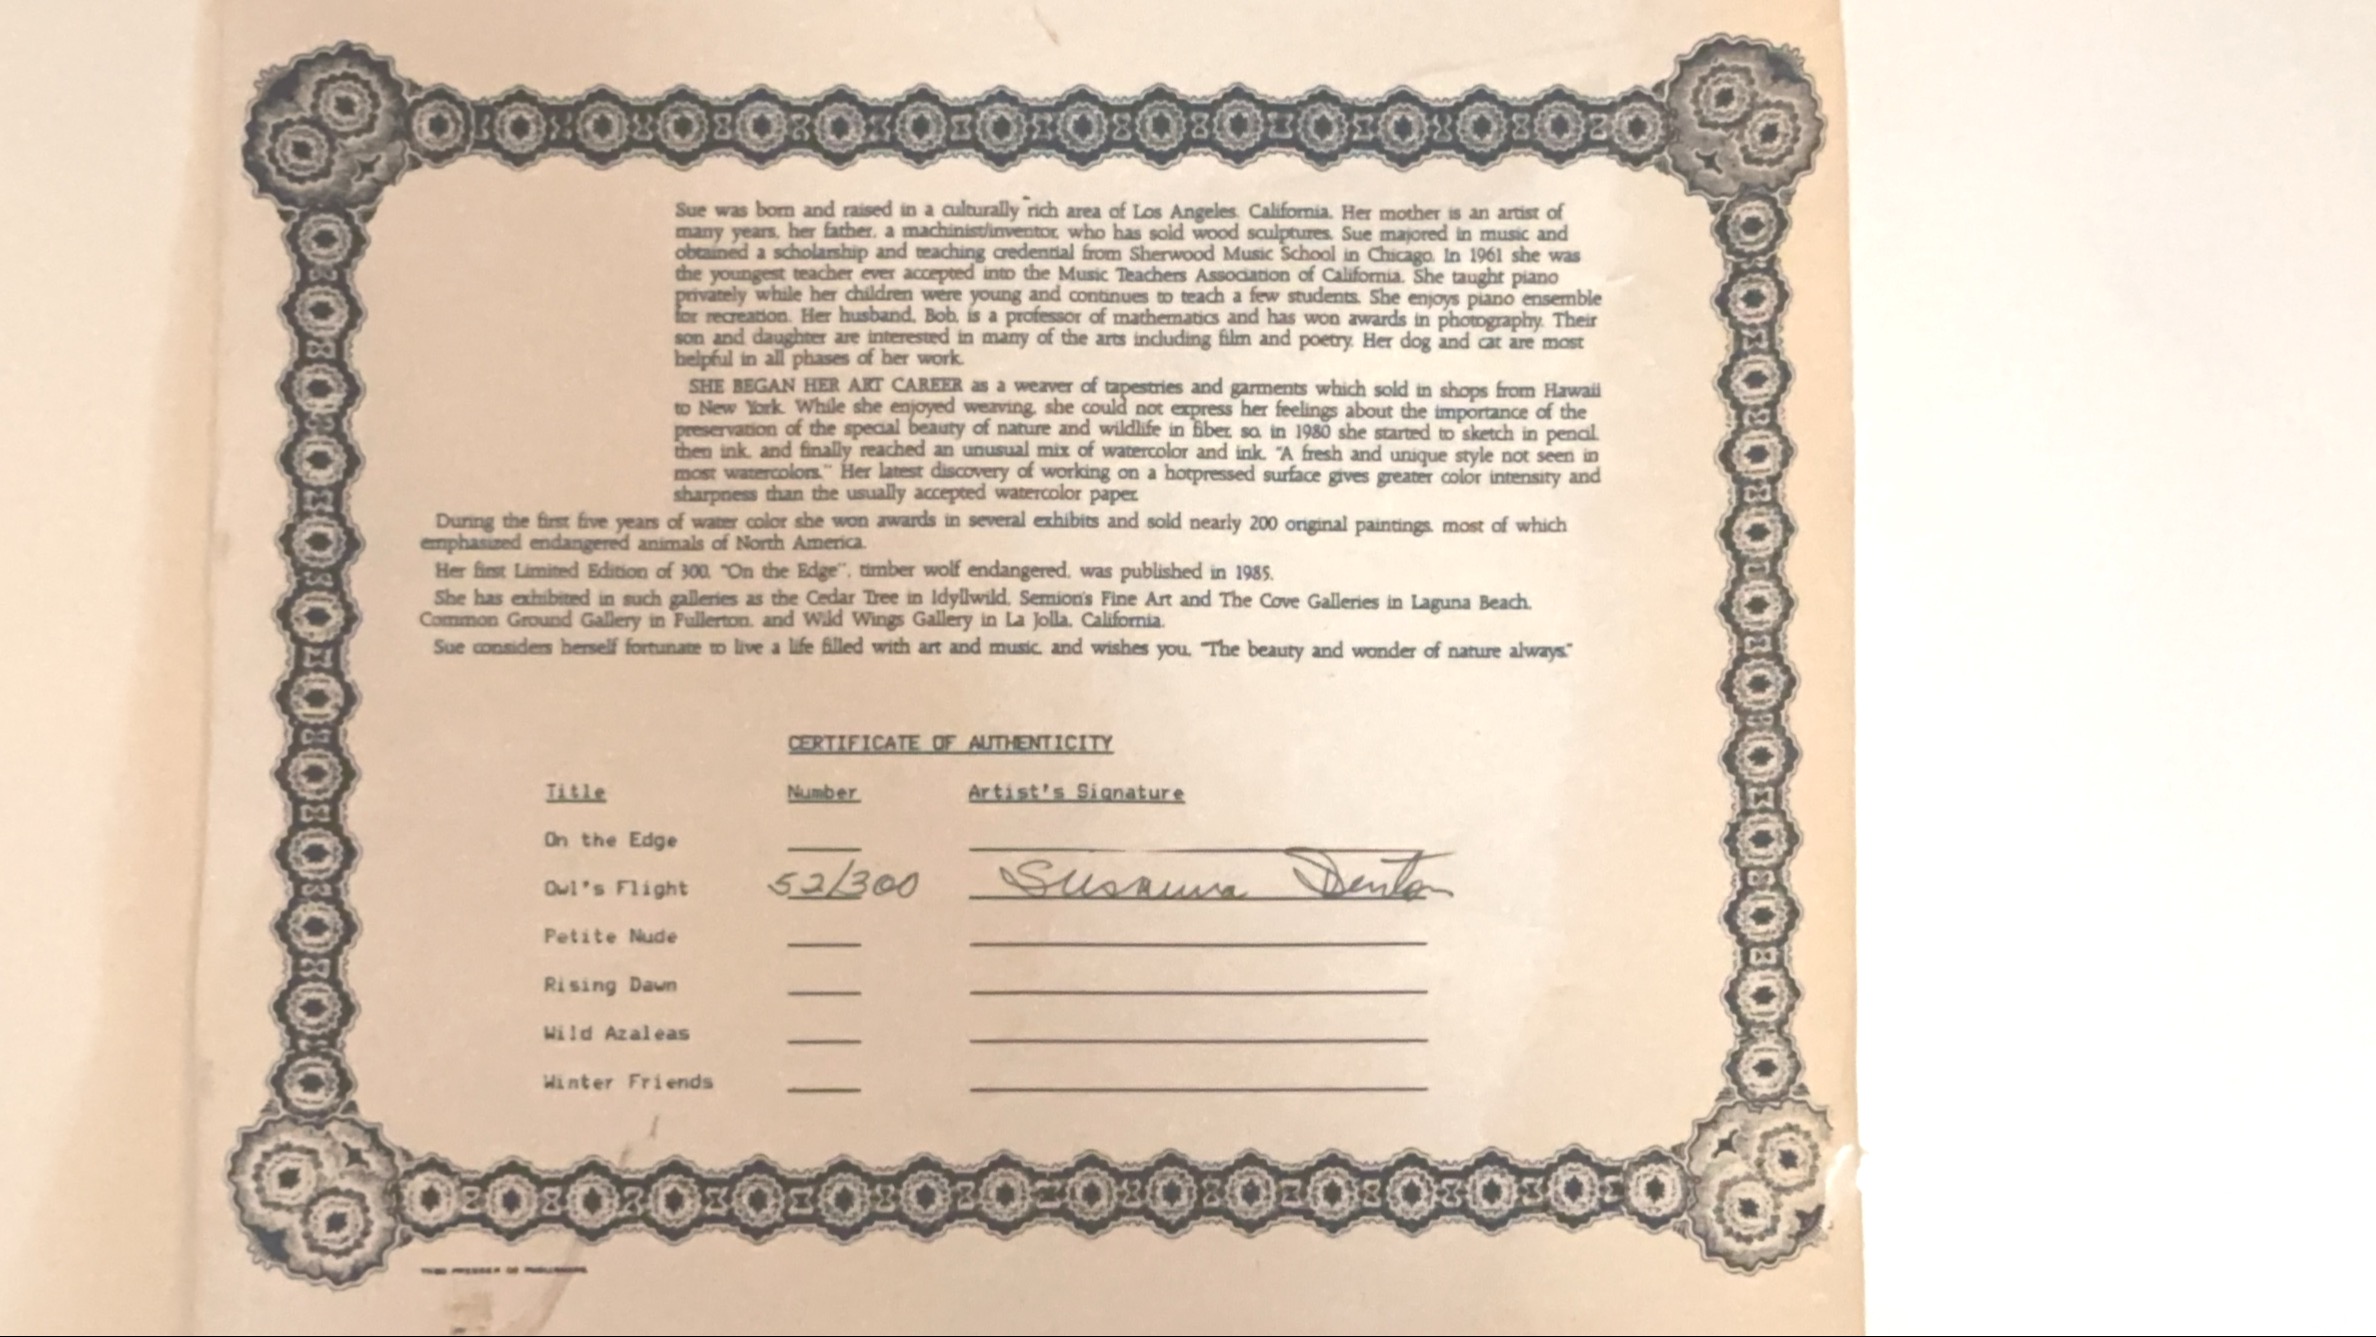 Sue was born and raised in a culturally rich area of Los Angeles, California. Her mother is an artist of
many years, her father, a machinist/inventor, who has sold wood sculptures. Sue majored in music and
obtained a scholarship and teaching credential from Sherwood Music School in Chicago. In 1961 she was
the youngest teacher ever accepted into the Music Teachers Association of California. She taught piano
privately while her children were young and continues to teach a few students. She enjoys piano ensemble
for recreation. Her husband, Bob, is a professor of mathematics and has won awards in photography. Their
son and daughter are interested in many of the arts including film and poetry. Her dog and cat are most
helpful in all phases of her work.
SHE BEGAN HER ART CAREER as a weaver of tapestries and garments which sold in shops from Hawaii
to New York. While she enjoyed weaving, she could not express her feelings about the importance of the
preservation of the special beauty of nature and wildlife in fiber, so, in 1980 she started to sketch in pencil,
then ink, and finally reached an unusual mix of watercolor and ink. "A fresh and unique style not seen in
most watercolors." Her latest discovery of working on a hotpressed surface gives greater color intensity and
sharpness than the usually accepted watercolor paper.
During the first five years of water color she won awards in several exhibits and sold nearly 200 original paintings, most of which
emphasized endangered animals of North America.
Her first Limited Edition of 300, "On the Edge", timber wolf endangered, was published in 1985.
She has exhibited in such galleries as the Cedar Tree in Idyllwild, Semion's Fine Art and The Cove Galleries in Laguna Beach,
Common Ground Gallery in Fullerton, and Wild Wings Gallery in La Jolla, California.
Sue considers herself fortunate to live a life filled with art and music, and wishes you, "The beauty and wonder of nature always."
CERTIFICATE OF AUTHENTICITY
Title Number Artist's Signature
On the Edge
Owl's Flight 52/300 Susanna Denton
Petite Nude
Rising Dawn
Wild Azaleas
Winter Friends